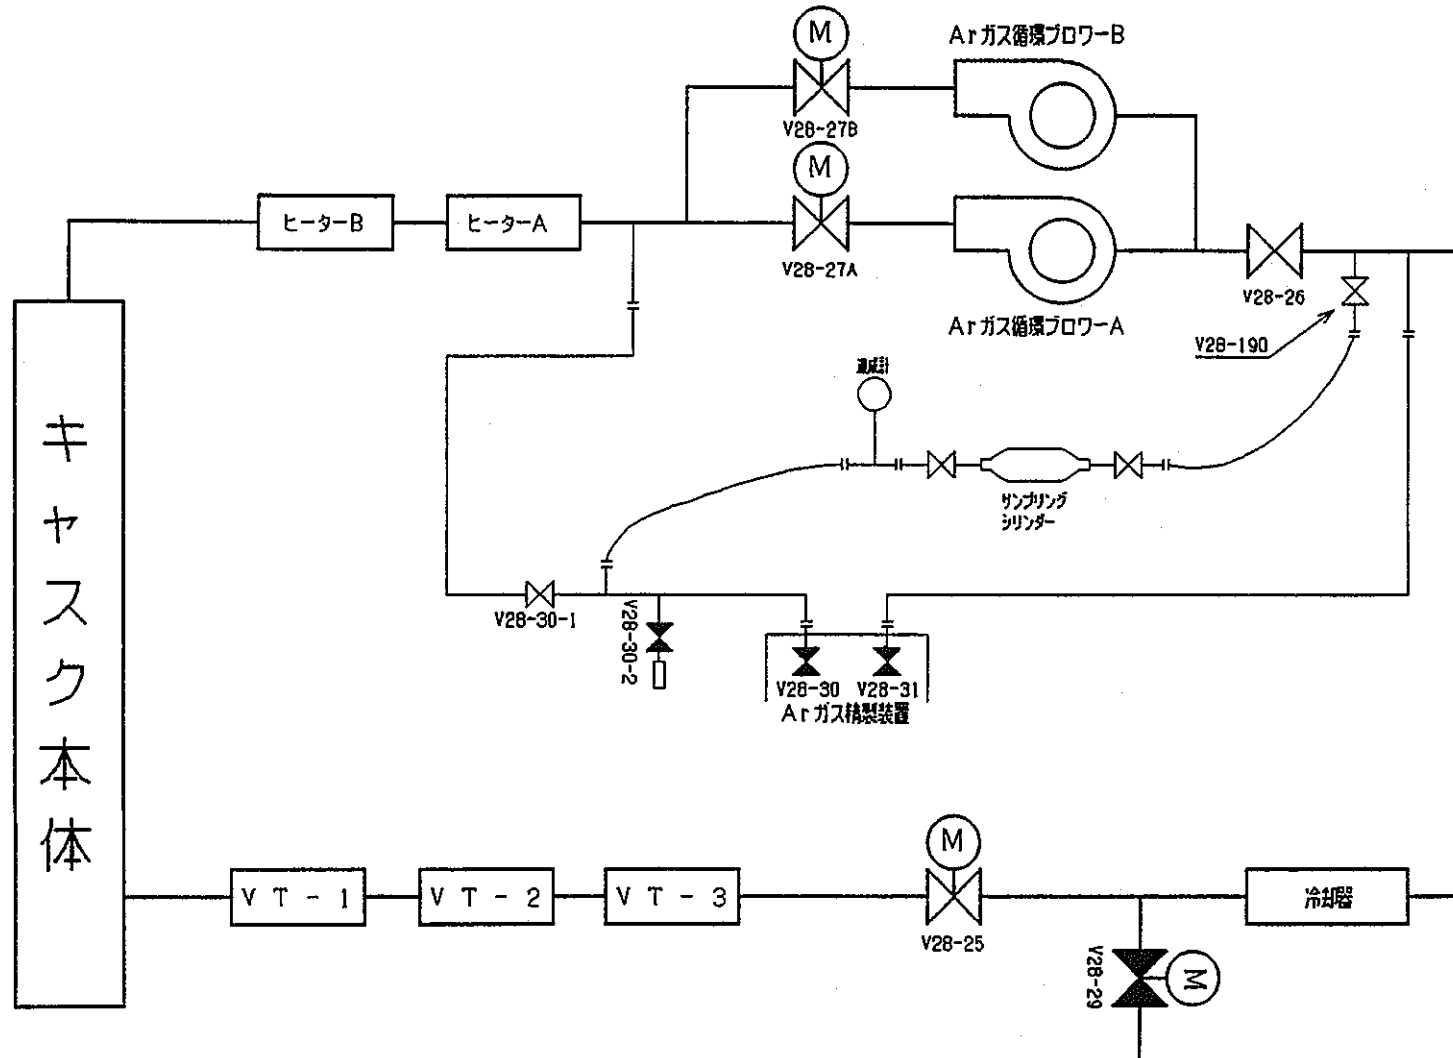 M
Arガス循環ブロワーB
V28-27B
M
ヒーターB
ヒーターA
V28-27A
V28-26
Arガス循環ブロワーA
V28-190
連成計
キャスク本体
サンプリング
シリンダー
V28-30-1
V28-30-2
V28-30
V28-31
Arガス精製装置
M
VT-1
VT-2
VT-3
冷却器
V28-25
V28-29
M